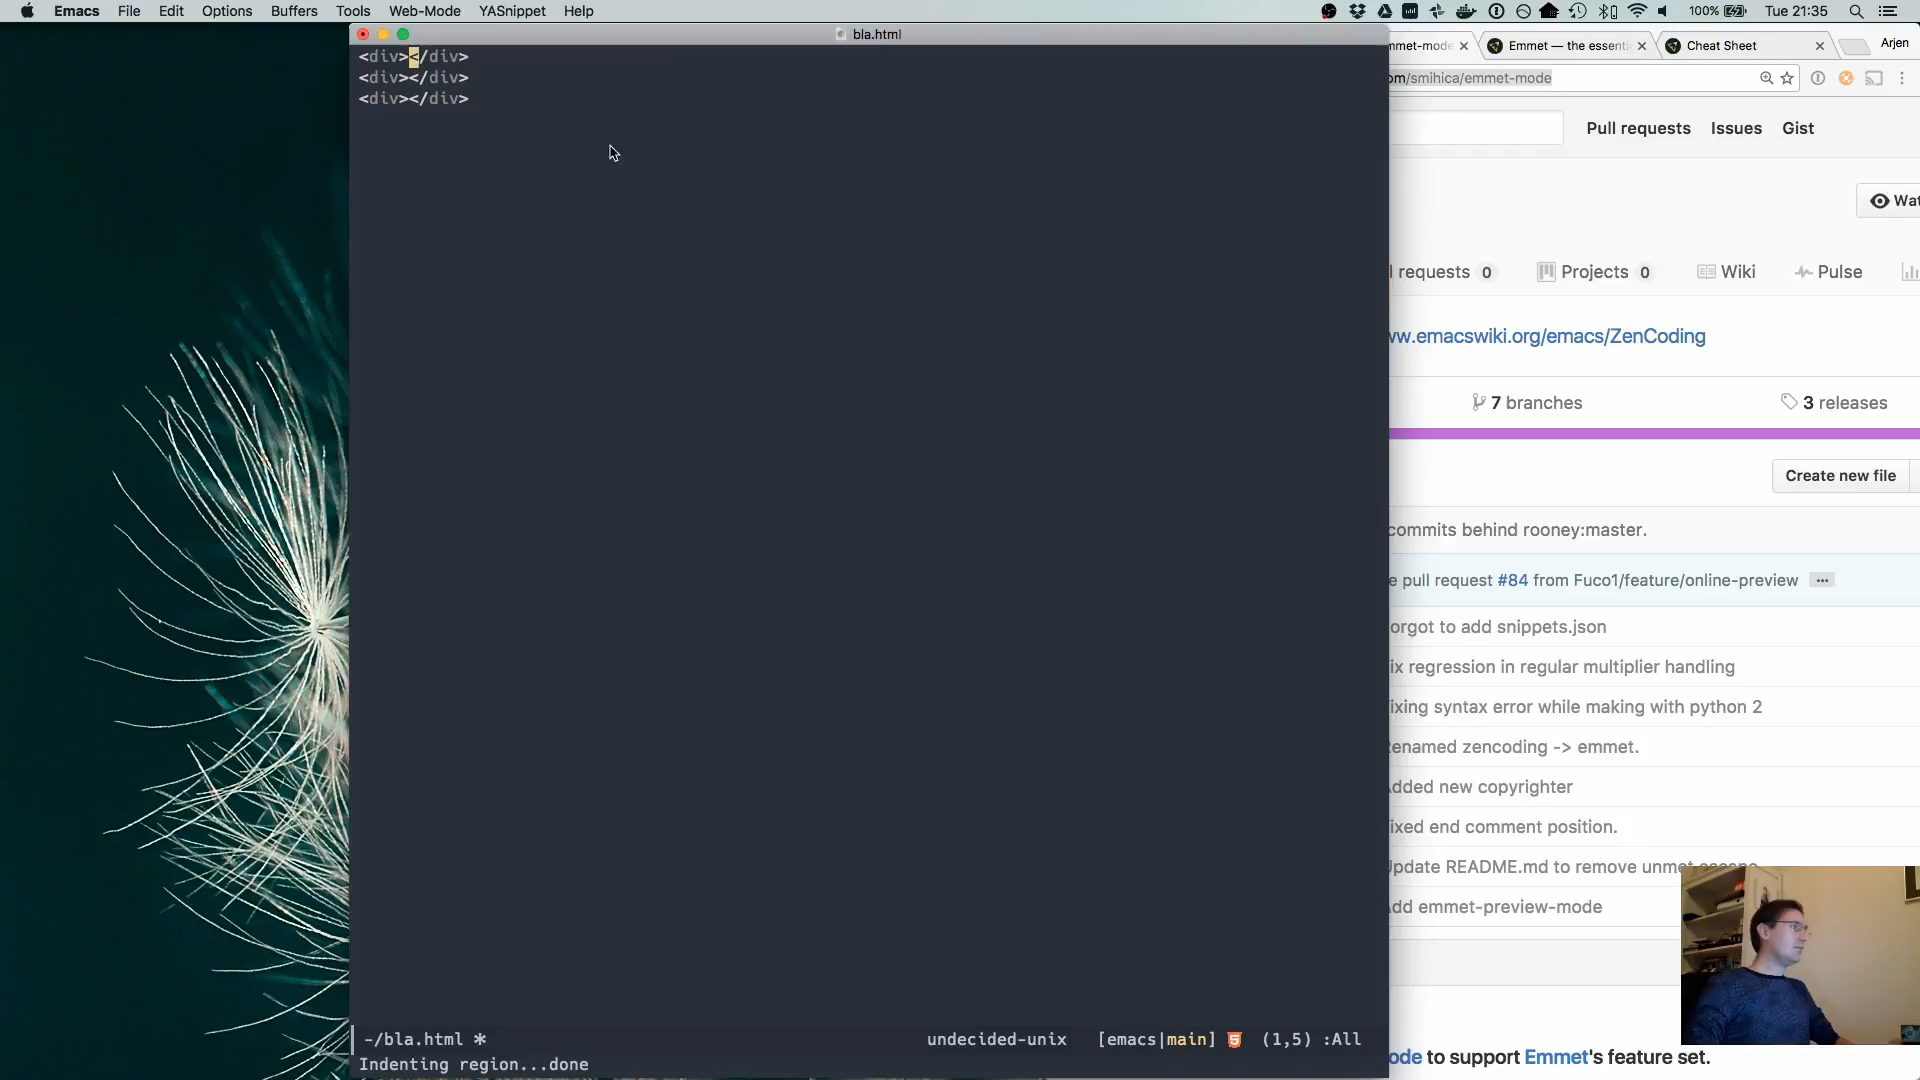 Emacs File Edit Options Buffers Tools Web-Mode YASnippet Help
100% Tue 21:35
bla.html
<div></div>
<div></div>
<div></div>
-/bla.html *
undecided-unix [emacs|main] (1,5) :All
Indenting region...done
mmet-mode
Emmet — the essenti
Cheat Sheet
Arjen
om/smihica/emmet-mode
Pull requests Issues Gist
Wat
l requests 0 Projects 0 Wiki Pulse
ww.emacswiki.org/emacs/ZenCoding
7 branches 3 releases
Create new file
commits behind rooney:master.
e pull request #84 from Fuco1/feature/online-preview ...
orgot to add snippets.json
ix regression in regular multiplier handling
ixing syntax error while making with python 2
enamed zencoding -> emmet.
dded new copyrighter
ixed end comment position.
pdate README.md to remove unmet
dd emmet-preview-mode
ode to support Emmet's feature set.